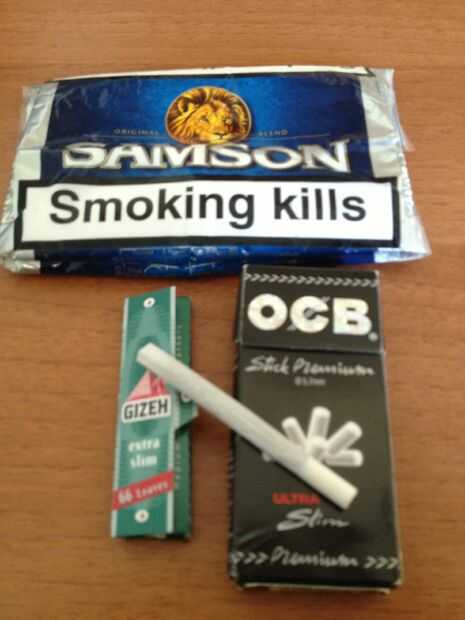 ORIGINAL BLEND
SAMSON
Smoking kills
OCB
Stick Premium
GIZEH
extra
slim
66 Leaves
ULTRA
Slim
Premium